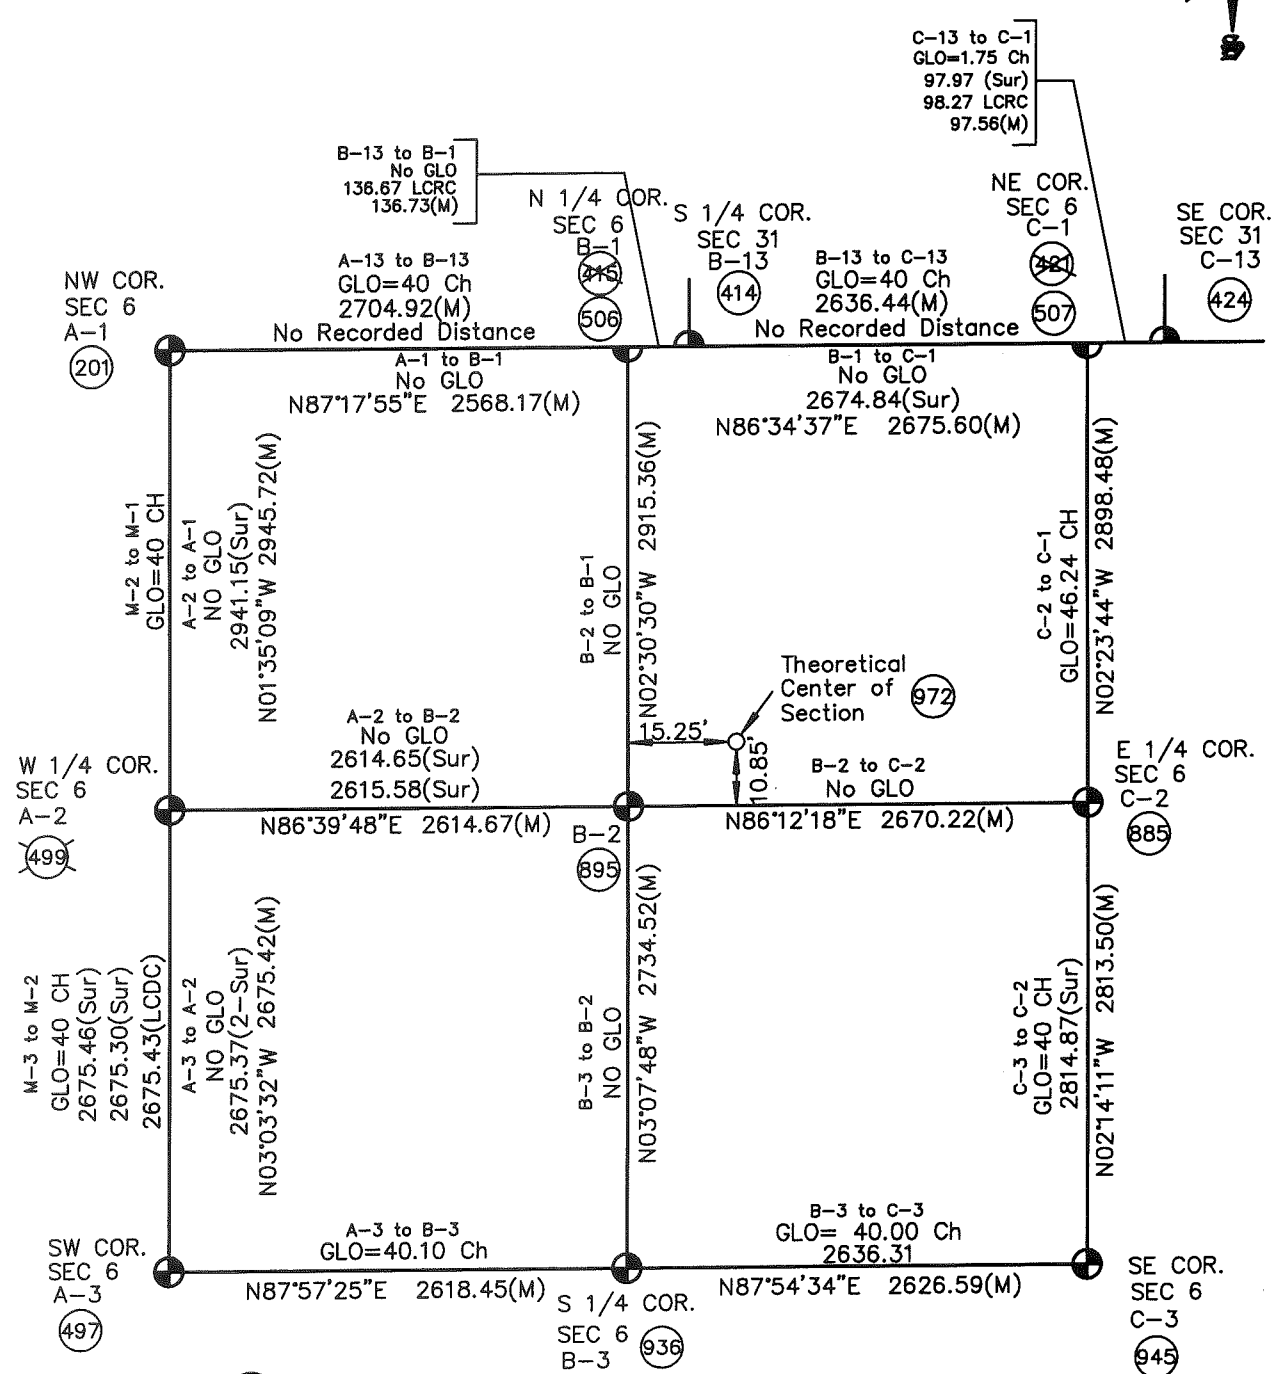 C-13 to C-1
GLO=1.75 Ch
97.97 (Sur)
98.27 LCRC
97.56(M)
B-13 to B-1
No GLO
136.67 LCRC
136.73(M)
N 1/4 COR.
SEC 6
B-1
415
506
S 1/4 COR.
SEC 31
B-13
414
NE COR.
SEC 6
C-1
421
507
SE COR.
SEC 31
C-13
424
NW COR.
SEC 6
A-1
201
A-13 to B-13
GLO=40 Ch
2704.92(M)
No Recorded Distance
B-13 to C-13
GLO=40 Ch
2636.44(M)
No Recorded Distance
A-1 to B-1
No GLO
N87°17'55"E 2568.17(M)
B-1 to C-1
No GLO
2674.84(Sur)
N86°34'37"E 2675.60(M)
M-2 to M-1
GLO=40 CH
A-2 to A-1
NO GLO
2941.15(Sur)
N01°35'09"W 2945.72(M)
B-2 to B-1
NO GLO
N02°30'30"W 2915.36(M)
C-2 to C-1
GLO=46.24 CH
N02°23'44"W 2898.48(M)
Theoretical
Center of
Section
972
15.25'
10.85'
A-2 to B-2
No GLO
2614.65(Sur)
2615.58(Sur)
N86°39'48"E 2614.67(M)
B-2 to C-2
No GLO
N86°12'18"E 2670.22(M)
W 1/4 COR.
SEC 6
A-2
499
B-2
895
E 1/4 COR.
SEC 6
C-2
885
M-3 to M-2
GLO=40 CH
2675.46(Sur)
2675.30(Sur)
2675.43(LCDC)
A-3 to A-2
NO GLO
2675.37(2-Sur)
N03°03'32"W 2675.42(M)
B-3 to B-2
NO GLO
N03°07'48"W 2734.52(M)
C-3 to C-2
GLO=40 CH
2814.87(Sur)
N02°14'11"W 2813.50(M)
A-3 to B-3
GLO=40.10 Ch
N87°57'25"E 2618.45(M)
B-3 to C-3
GLO= 40.00 Ch
2636.31
N87°54'34"E 2626.59(M)
SW COR.
SEC 6
A-3
497
S 1/4 COR.
SEC 6
B-3
936
SE COR.
SEC 6
C-3
945